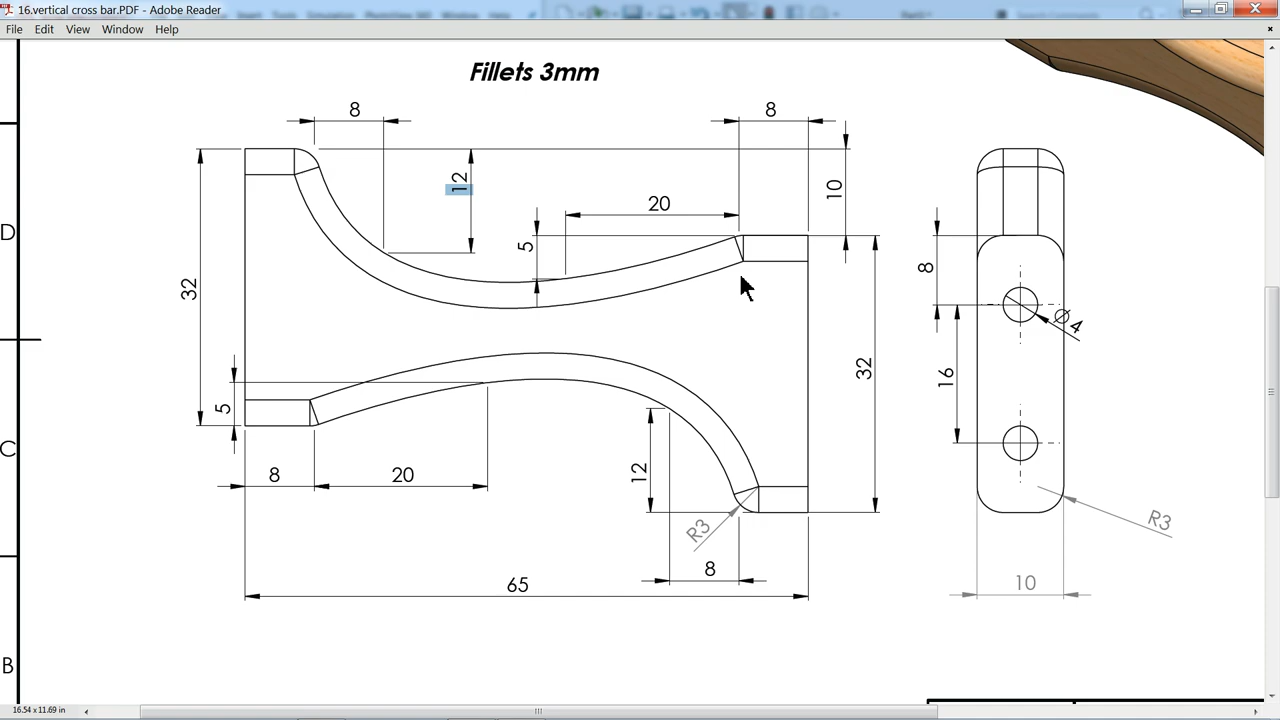 16.vertical cross bar.PDF - Adobe Reader
File Edit View Window Help
Fillets 3mm
8
8
12
10
20
5
32
8
Ø 4
D
32
16
5
C
8
20
12
R3
R3
8
65
10
B
16.54 x 11.69 in